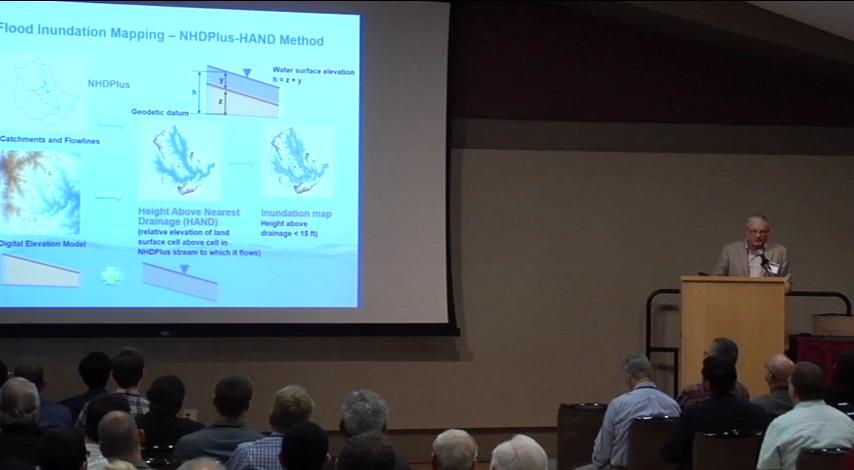 Flood Inundation Mapping – NHDPlus-HAND Method
NHDPlus
Water surface elevation
h = z + y
h
y
z
Geodetic datum
Catchments and Flowlines
Height Above Nearest
Drainage (HAND)
(relative elevation of land
surface cell above cell in
NHDPlus stream to which it flows)
Inundation map
Height above
drainage < 15 ft)
Digital Elevation Model